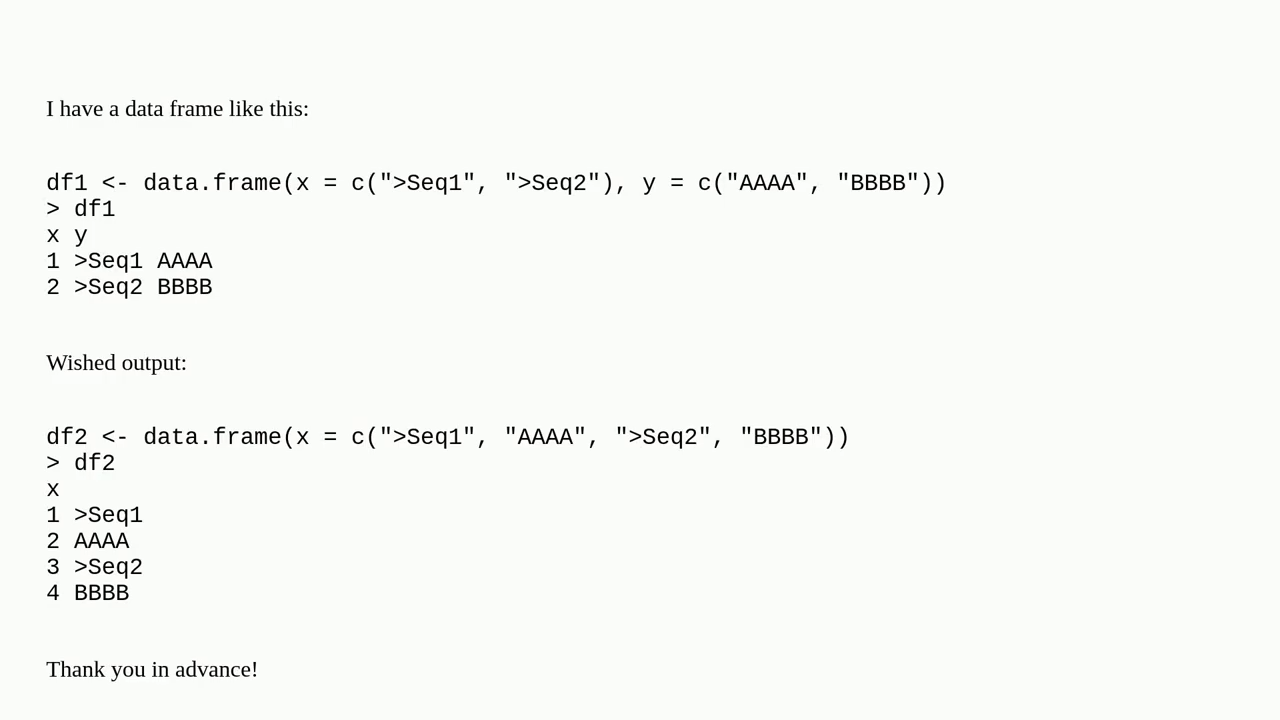 I have a data frame like this:
df1 <- data.frame(x = c(">Seq1", ">Seq2"), y = c("AAAA", "BBBB"))
> df1
x y
1 >Seq1 AAAA
2 >Seq2 BBBB
Wished output:
df2 <- data.frame(x = c(">Seq1", "AAAA", ">Seq2", "BBBB"))
> df2
x
1 >Seq1
2 AAAA
3 >Seq2
4 BBBB
Thank you in advance!